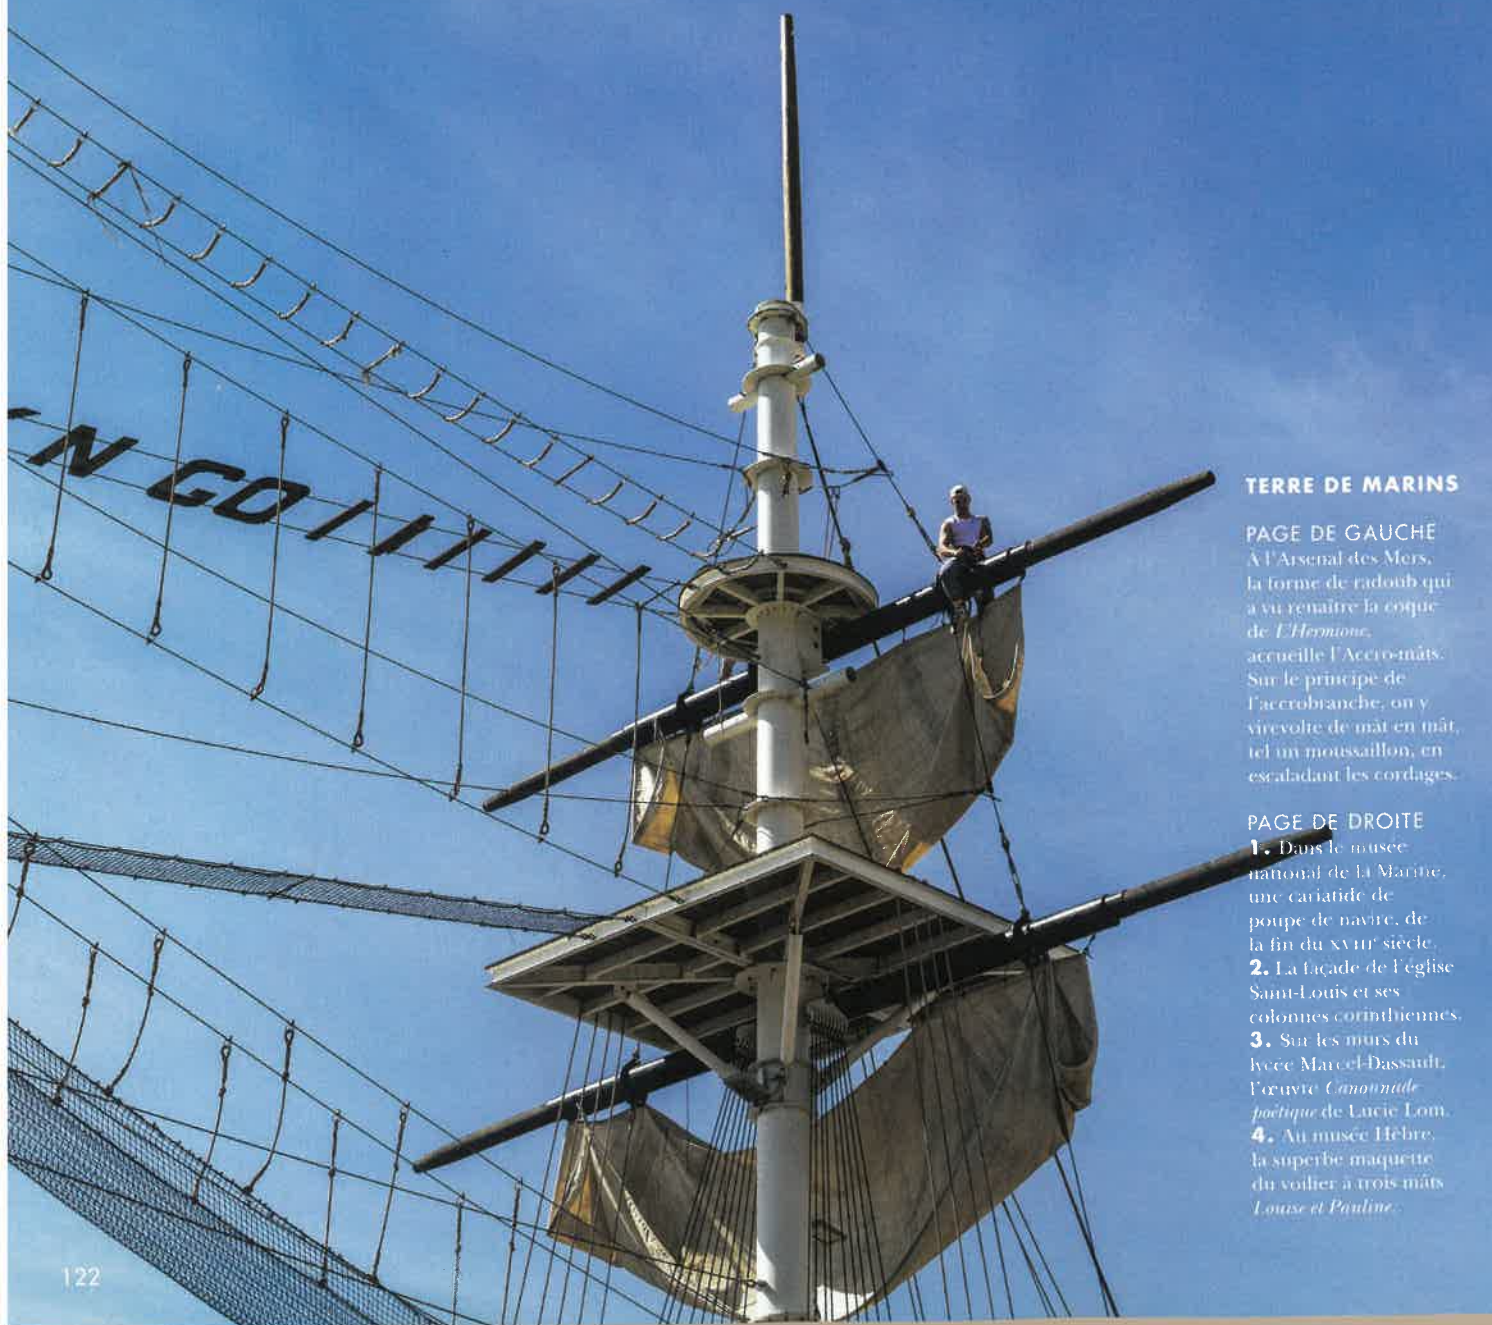 'N GO ! ! ! ! ! !
TERRE DE MARINS
PAGE DE GAUCHE
À l'Arsenal des Mers,
la forme de radoub qui
a vu renaître la coque
de L'Hermione,
accueille l'Accro-mâts.
Sur le principe de
l'accrobranche, on y
virevolte de mât en mât,
tel un moussaillon, en
escaladant les cordages.
PAGE DE DROITE
1. Dans le musée
national de la Marine,
une cariatide de
poupe de navire, de
la fin du XVIIIe siècle.
2. La façade de l'église
Saint-Louis et ses
colonnes corinthiennes.
3. Sur les murs du
lycée Marcel-Dassault,
l'œuvre Canonnade
poétique de Lucie Lom.
4. Au musée Hèbre,
la superbe maquette
du voilier à trois mâts
Louise et Pauline.
122